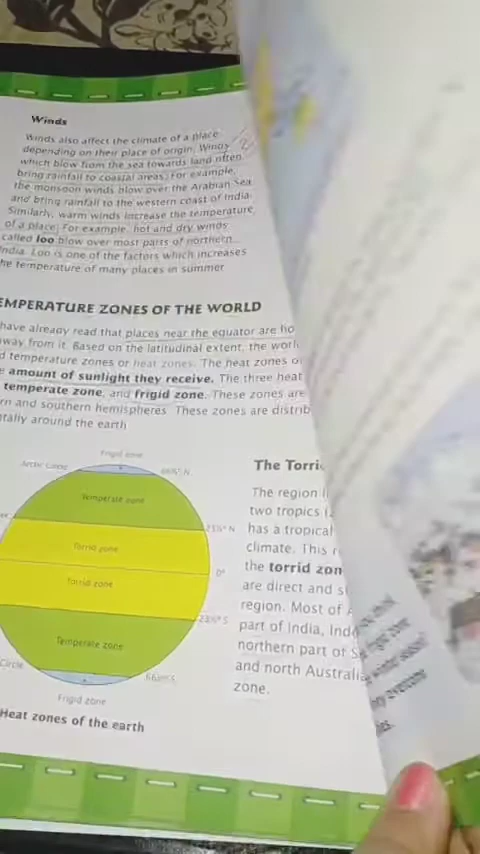 Winds
Winds also affect the climate of a place
depending on their place of origin. Winds
which blow from the sea towards land often
bring rainfall to coastal areas. For example,
the monsoon winds blow over the Arabian Sea
and bring rainfall to the western coast of India.
Similarly, warm winds increase the temperature
of a place. For example, hot and dry winds
called loo blow over most parts of northern
India. Loo is one of the factors which increases
he temperature of many places in summer
EMPERATURE ZONES OF THE WORLD
have already read that places near the equator are ho
way from it. Based on the latitudinal extent, the worl
d temperature zones or heat zones. The heat zones o
e amount of sunlight they receive. The three heat
temperate zone, and frigid zone. These zones are
rn and southern hemispheres. These zones are distrib
tally around the earth
Frigid zone
Arctic Circle
66½° N
Temperate zone
23½° N
Torrid zone
0°
Torrid zone
23½° S
Temperate zone
Circle
66½° S
Frigid zone
Heat zones of the earth
The Torri
The region
two tropics
has a tropical
climate. This
the torrid zon
are direct and s
region. Most of
part of India, Ind
northern part of S
and north Australia
zone.